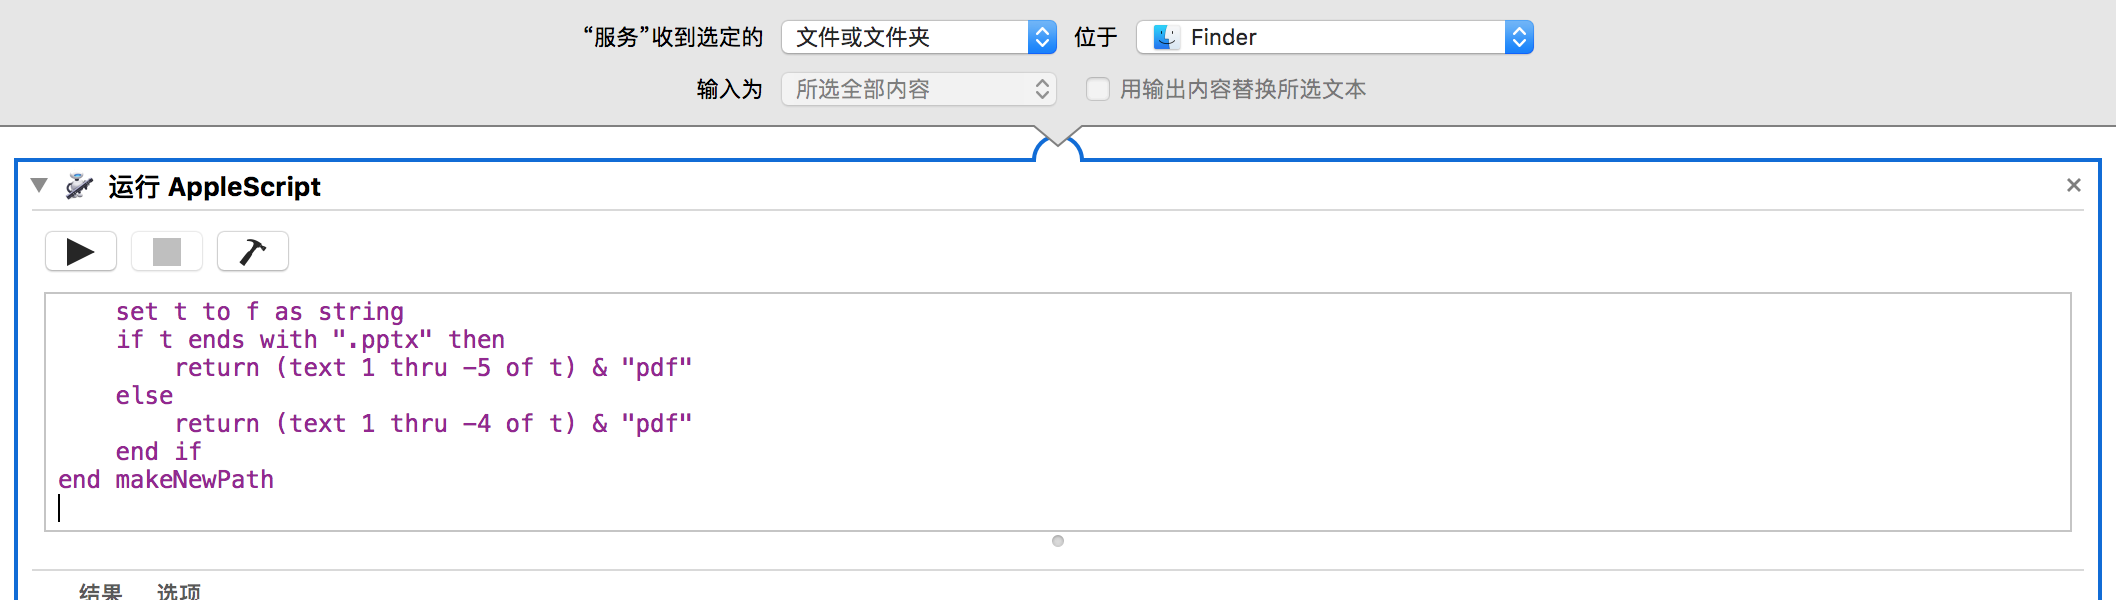 “服务”收到选定的 文件或文件夹 位于 Finder
输入为 所选全部内容 用输出内容替换所选文本
运行 AppleScript
set t to f as string
if t ends with ".pptx" then
return (text 1 thru -5 of t) & "pdf"
else
return (text 1 thru -4 of t) & "pdf"
end if
end makeNewPath
结果 选项